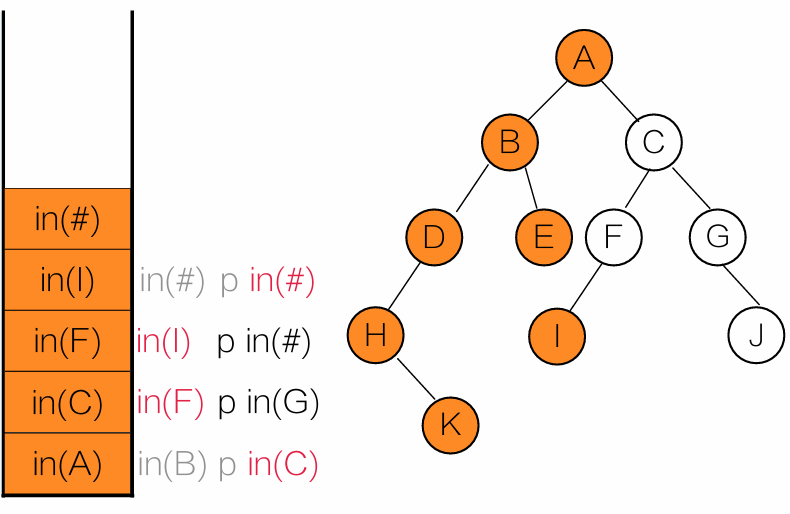 in(#)
in(I) in(#) p in(#)
in(F) in(I) p in(#)
in(C) in(F) p in(G)
in(A) in(B) p in(C)
A
B C
D E F G
H I J
K